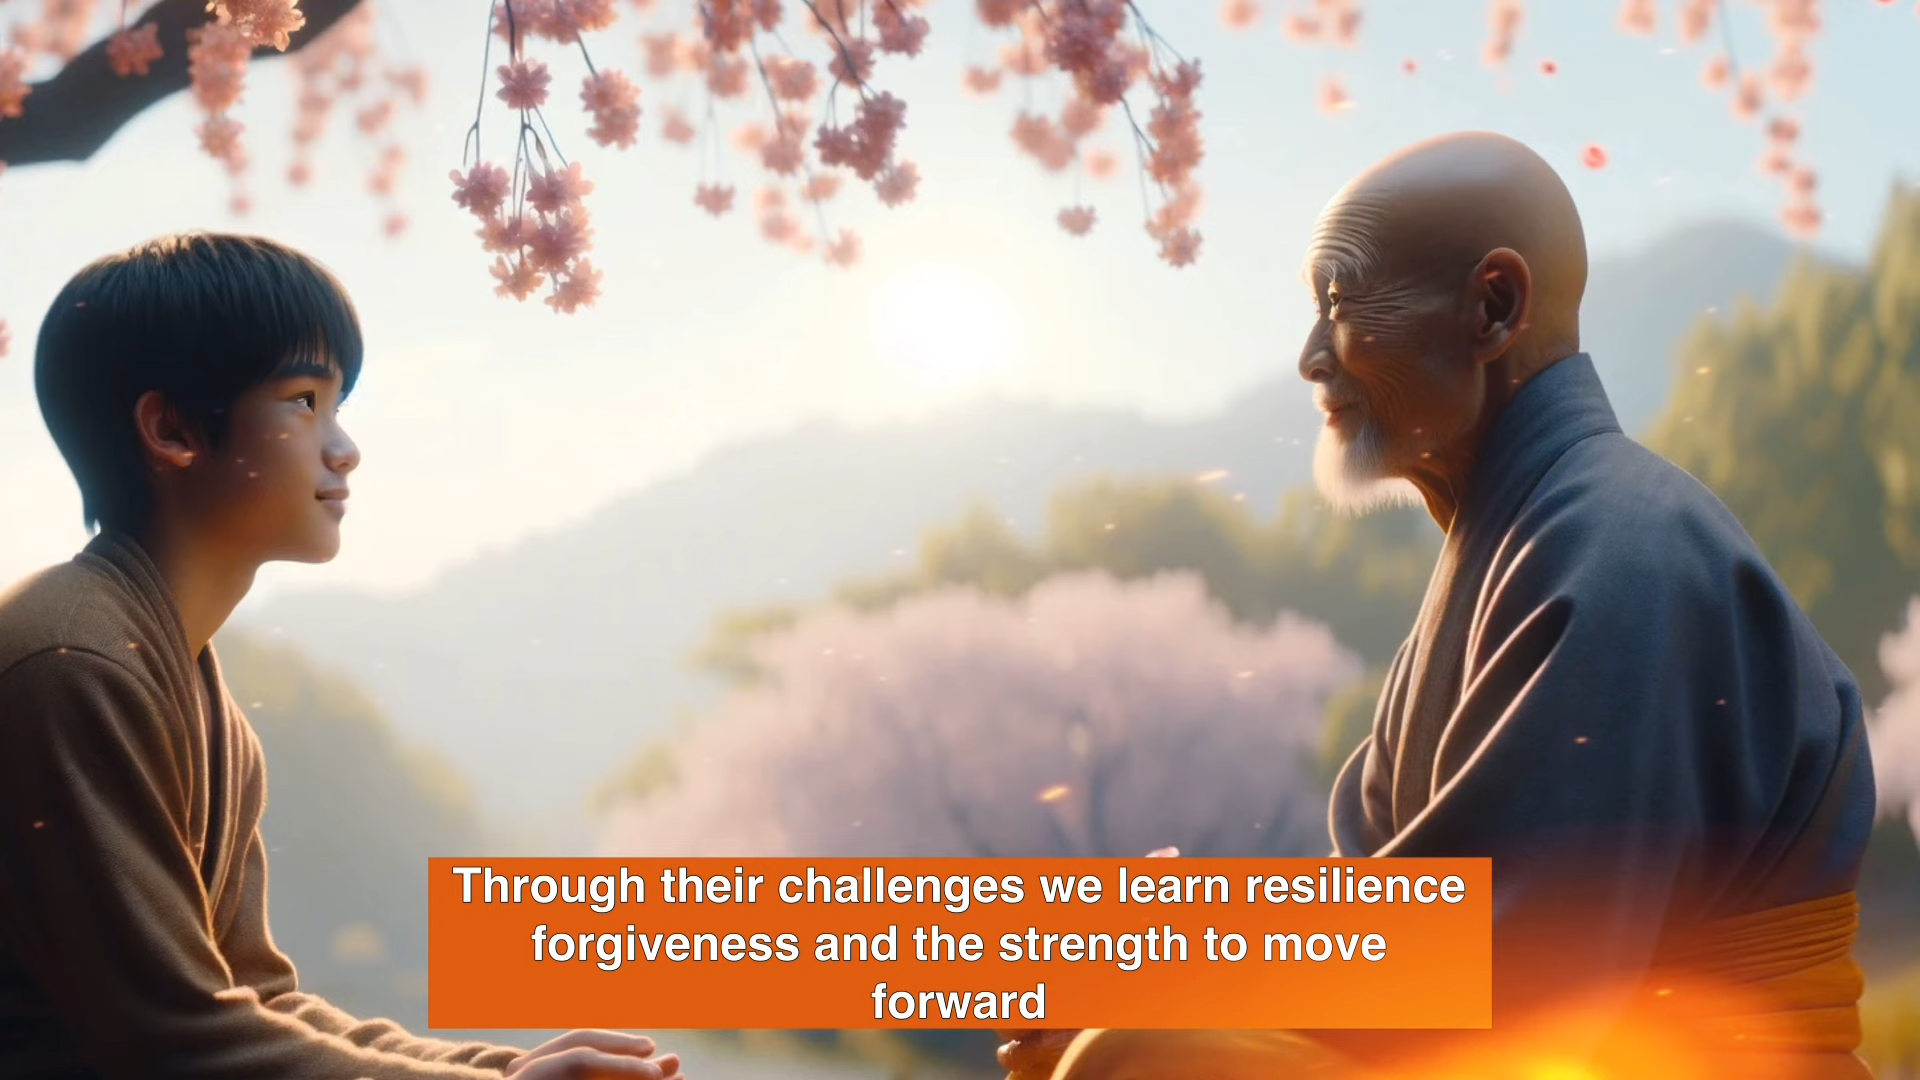 Through their challenges we learn resilience
forgiveness and the strength to move
forward